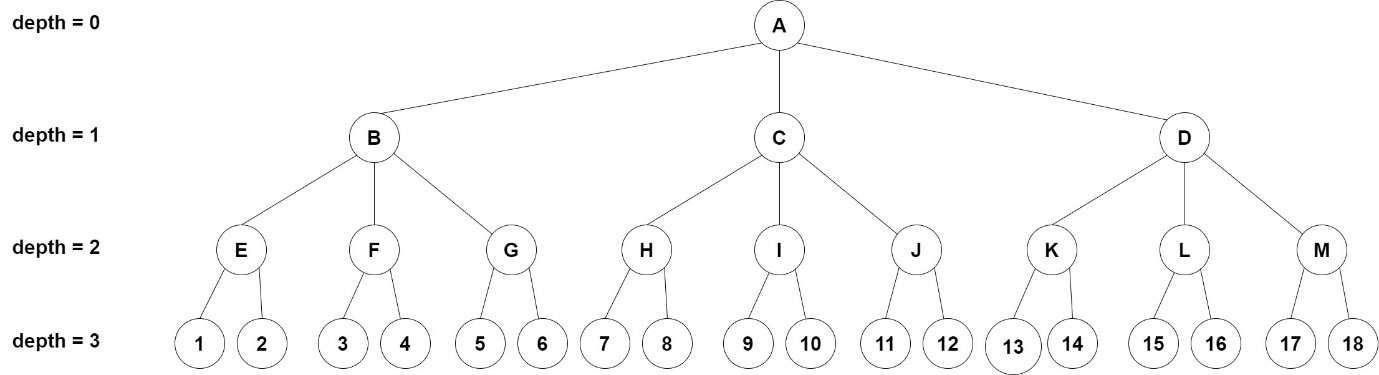 depth = 0
A
depth = 1
B C D
depth = 2
E F G H I J K L M
depth = 3
1 2 3 4 5 6 7 8 9 10 11 12 13 14 15 16 17 18